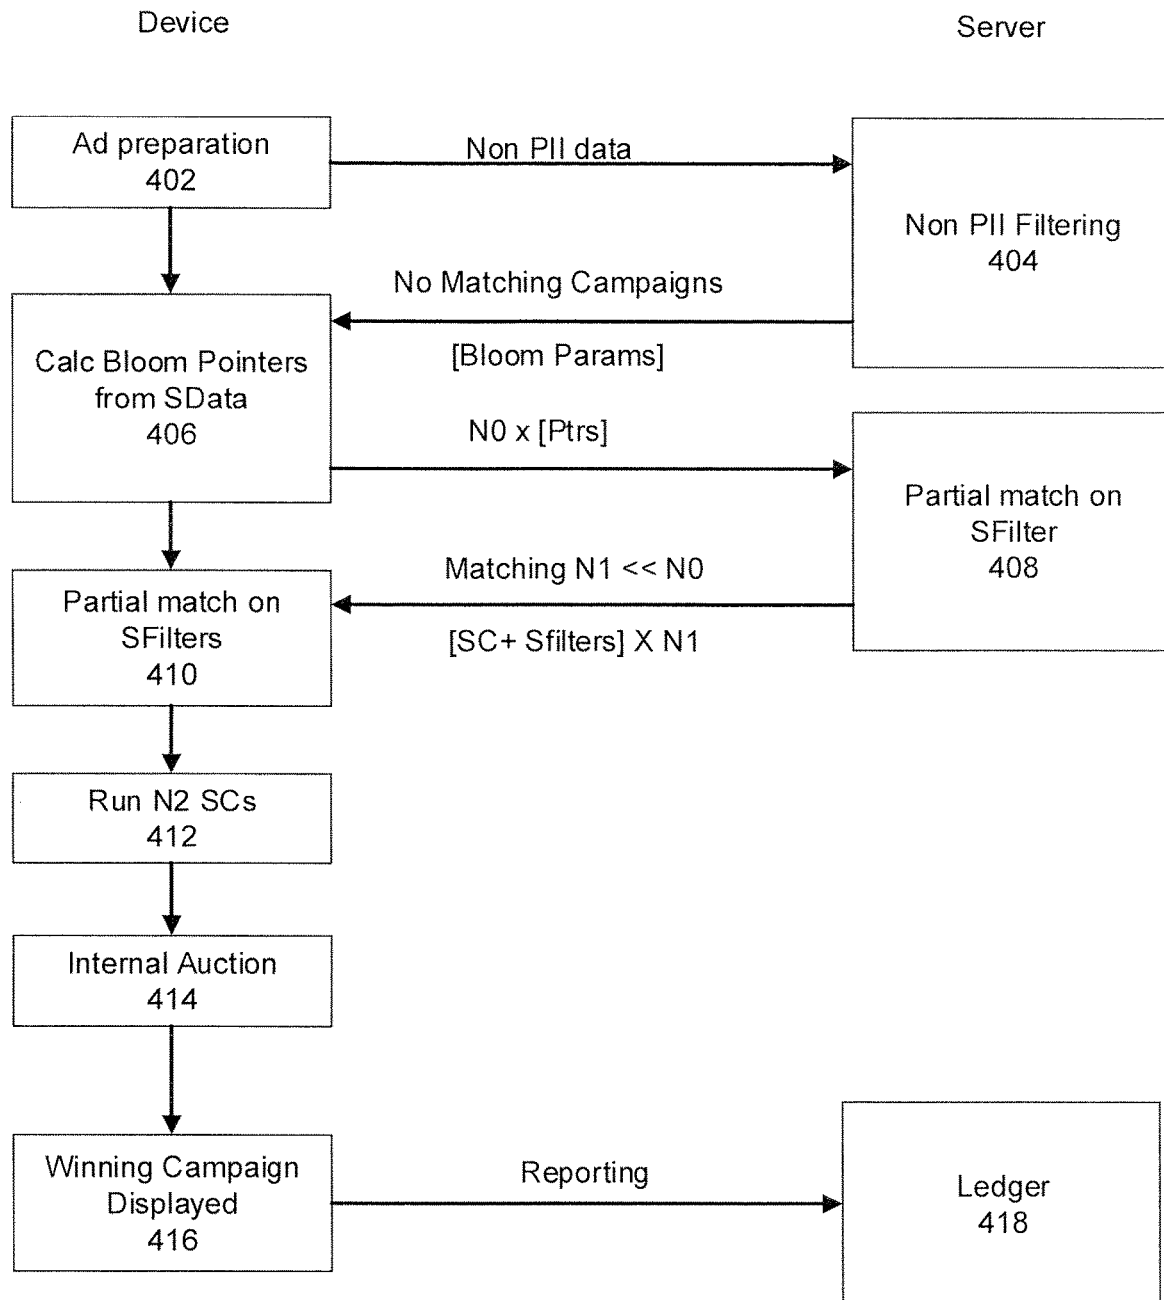 Device
Server
Ad preparation
402
Non PII data
Non PII Filtering
404
No Matching Campaigns
[Bloom Params]
Calc Bloom Pointers
from SData
406
N0 x [Ptrs]
Partial match on
SFilter
408
Matching N1 << N0
[SC+ Sfilters] X N1
Partial match on
SFilters
410
Run N2 SCs
412
Internal Auction
414
Winning Campaign
Displayed
416
Reporting
Ledger
418